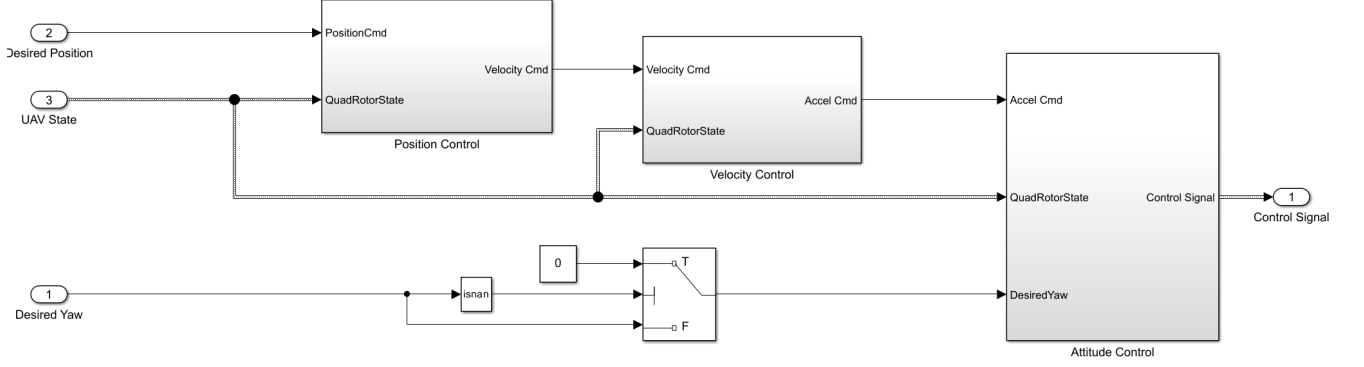 2
Desired Position
3
UAV State
PositionCmd
Velocity Cmd
QuadRotorState
Position Control
Velocity Cmd
Accel Cmd
QuadRotorState
Velocity Control
Accel Cmd
QuadRotorState
Control Signal
DesiredYaw
Attitude Control
1
Control Signal
0
T
F
isnan
1
Desired Yaw